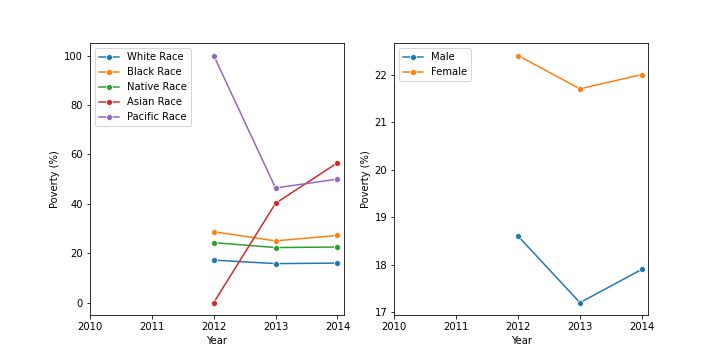 White Race
Black Race
Native Race
Asian Race
Pacific Race
100
80
60
40
20
0
Poverty (%)
2010 2011 2012 2013 2014
Year
Male
Female
22
21
20
19
18
17
Poverty (%)
2010 2011 2012 2013 2014
Year